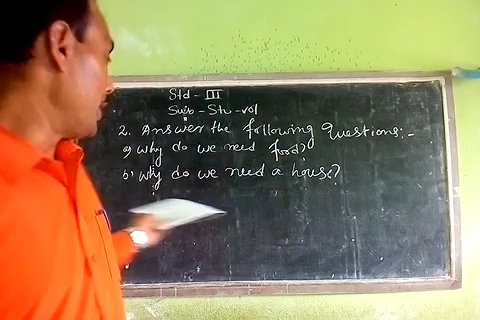 Std - III
Sub - Stu - vol
2. Answer the following Questions:-
a) Why do we need food?
b) Why do we need a house?